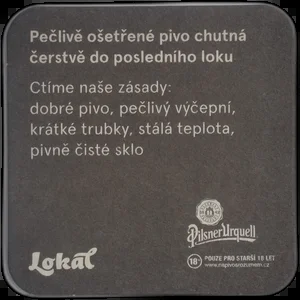 Pečlivě ošetřené pivo chutná
čerstvě do posledního loku
Ctíme naše zásady:
dobré pivo, pečlivý výčepní,
krátké trubky, stálá teplota,
pivně čisté sklo
Lokál
Pilsner Urquell
18+ POUZE PRO STARŠÍ 18 LET
www.napivosrozumem.cz